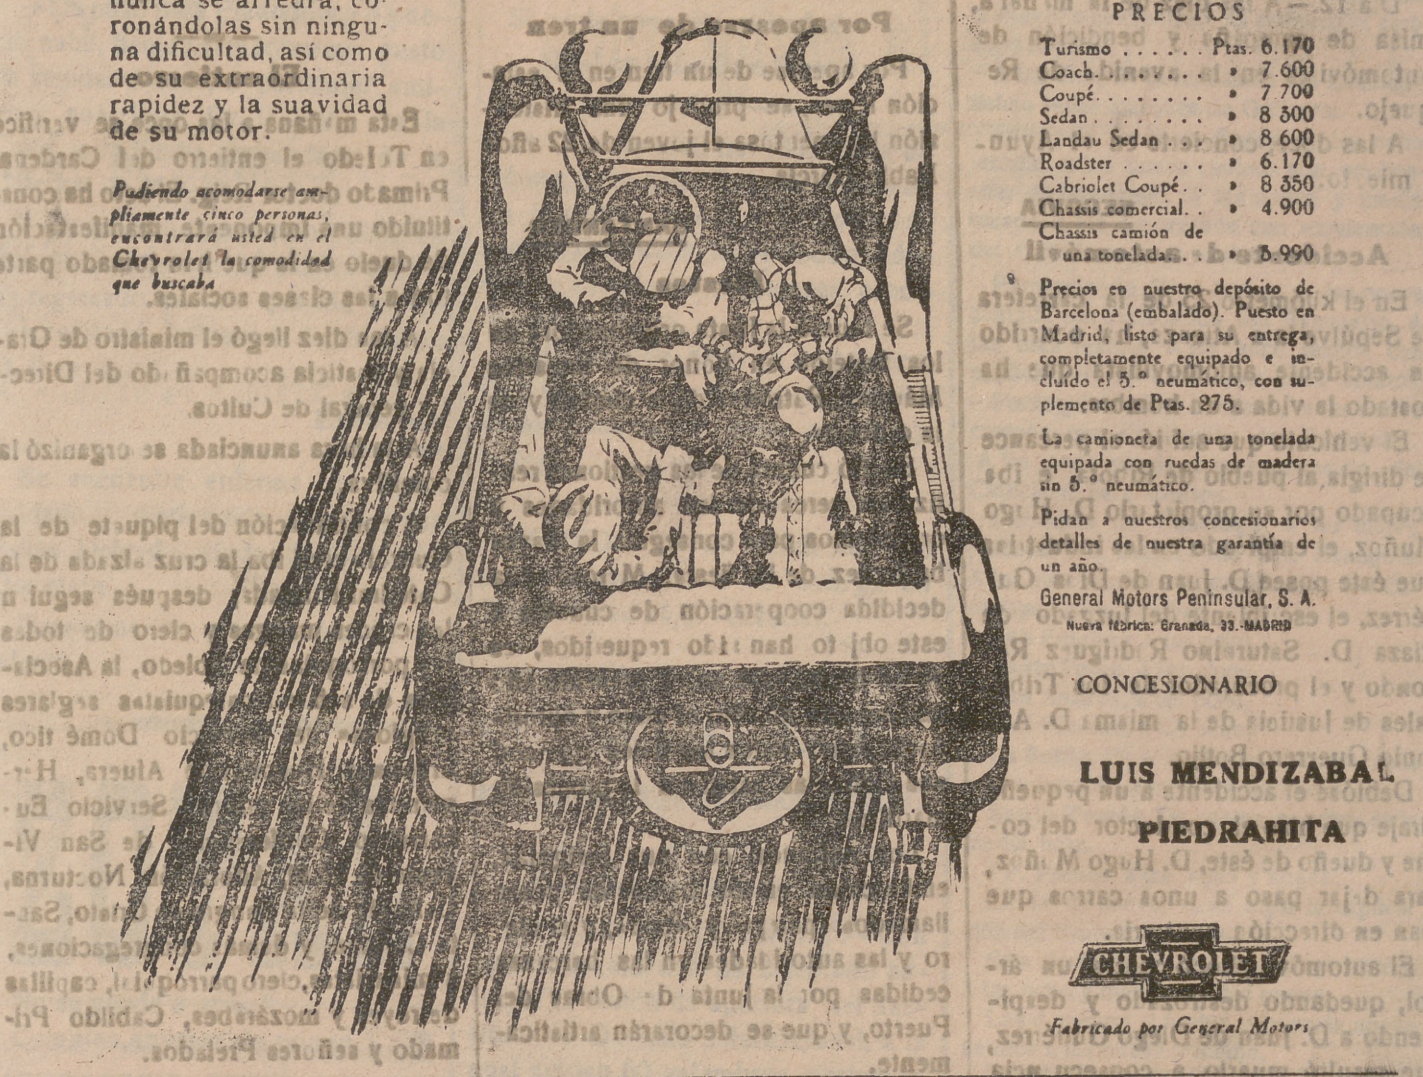 nunca se arredra, co-
ronándolas sin ningu-
na dificultad, así como
de su extraordinaria
rapidez y la suavidad
de su motor.
Pudiendo acomodarse am-
pliamente cinco personas,
encontrará usted en el
Chevrolet la comodidad
que buscaba
PRECIOS
Turismo . . . . . . Ptas. 6.170
Coach. . . . . . . . » 7.600
Coupé. . . . . . . . » 7.700
Sedan . . . . . . . . » 8 300
Landau Sedan . . . » 8 600
Roadster . . . . . . » 6.170
Cabriolet Coupé. . » 8 350
Chassis comercial. . » 4.900
Chassis camión de
una tonelada. . . » 5.990
Precios en nuestro depósito de
Barcelona (embalado). Puesto en
Madrid, listo para su entrega,
completamente equipado e in-
cluído el 5.º neumático, con su-
plemento de Ptas. 275.
La camioneta de una tonelada
equipada con ruedas de madera
sin 5.º neumático.
Pidan a nuestros concesionarios
detalles de nuestra garantía de
un año.
General Motors Peninsular, S. A.
Nueva fábrica: Granada, 33.-MADRID
CONCESIONARIO
LUIS MENDIZABAL
PIEDRAHITA
CHEVROLET
Fabricado por General Motors